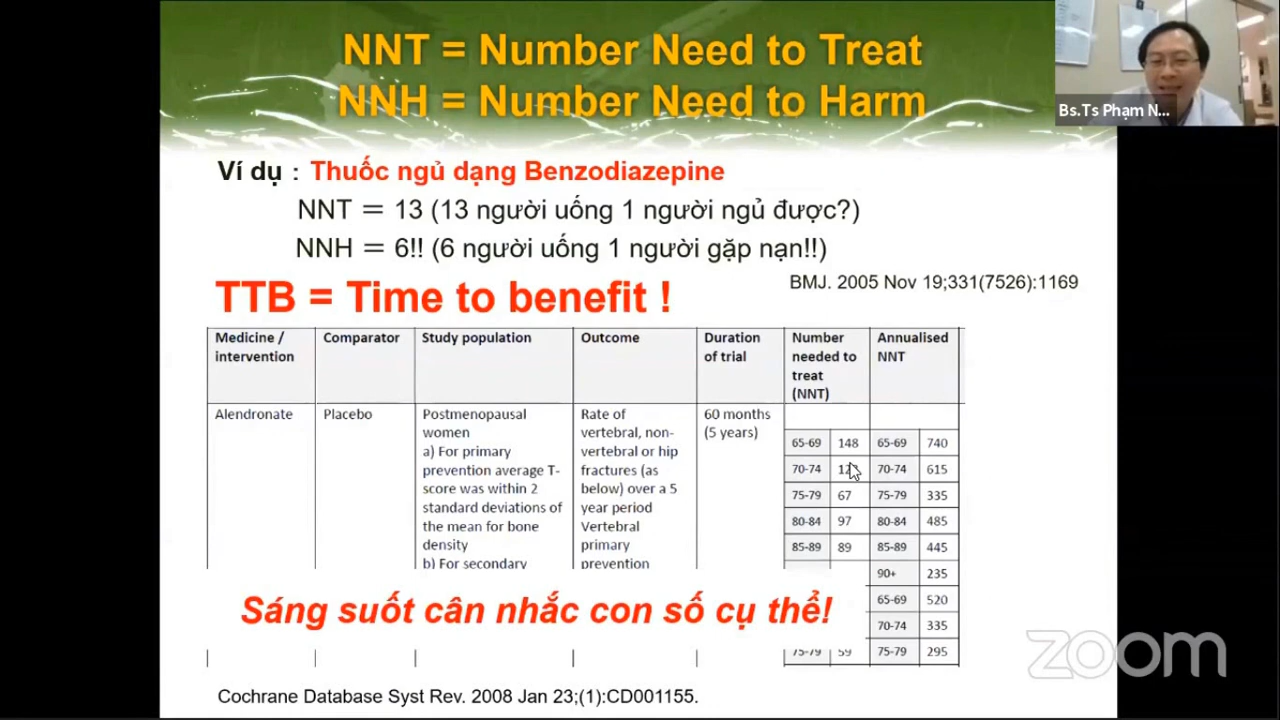 NNT = Number Need to Treat
NNH = Number Need to Harm
Bs.Ts Phạm N...
Ví dụ : Thuốc ngủ dạng Benzodiazepine
NNT = 13 (13 người uống 1 người ngủ được?)
NNH = 6!! (6 người uống 1 người gặp nạn!!)
BMJ. 2005 Nov 19;331(7526):1169
TTB = Time to benefit !
Medicine / intervention Comparator Study population Outcome Duration of trial Number needed to treat (NNT) Annualised NNT
Alendronate
Placebo
Postmenopausal
women
a) For primary
prevention average T-
score was within 2
standard deviations of
the mean for bone
density
b) For secondary
Rate of
vertebral, non-
vertebral or hip
fractures (as
below) over a 5
year period
Vertebral
primary
prevention
60 months
(5 years)
65-69 148 65-69 740
70-74 70-74 615
75-79 67 75-79 335
80-84 97 80-84 485
85-89 89 85-89 445
90+ 235
65-69 520
70-74 335
75-79 59 75-79 295
Sáng suốt cân nhắc con số cụ thể!
zoom
Cochrane Database Syst Rev. 2008 Jan 23;(1):CD001155.